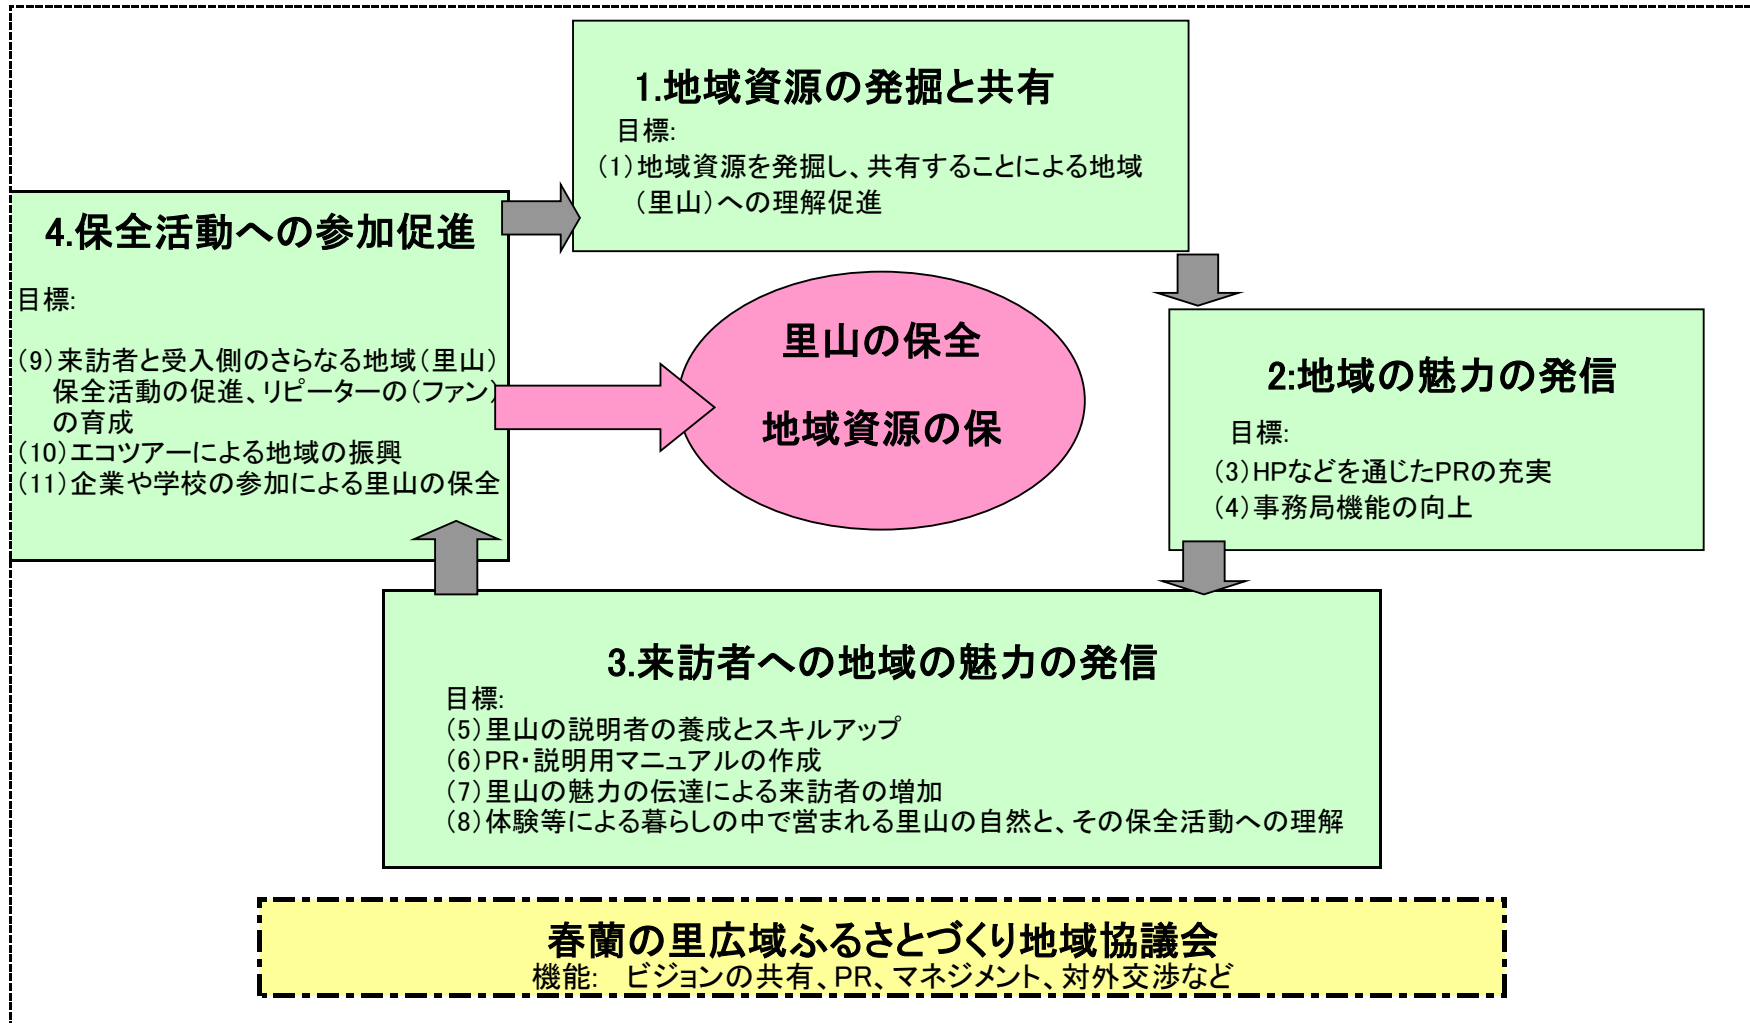 1.地域資源の発掘と共有
目標:
(1)地域資源を発掘し、共有することによる地域
(里山)への理解促進
4.保全活動への参加促進
目標:
(9)来訪者と受入側のさらなる地域(里山)
保全活動の促進、リピーターの(ファン)
の育成
(10)エコツアーによる地域の振興
(11)企業や学校の参加による里山の保全
里山の保全
地域資源の保
2:地域の魅力の発信
目標:
(3)HPなどを通じたPRの充実
(4)事務局機能の向上
3.来訪者への地域の魅力の発信
目標:
(5)里山の説明者の養成とスキルアップ
(6)PR・説明用マニュアルの作成
(7)里山の魅力の伝達による来訪者の増加
(8)体験等による暮らしの中で営まれる里山の自然と、その保全活動への理解
春蘭の里広域ふるさとづくり地域協議会
機能: ビジョンの共有、PR、マネジメント、対外交渉など